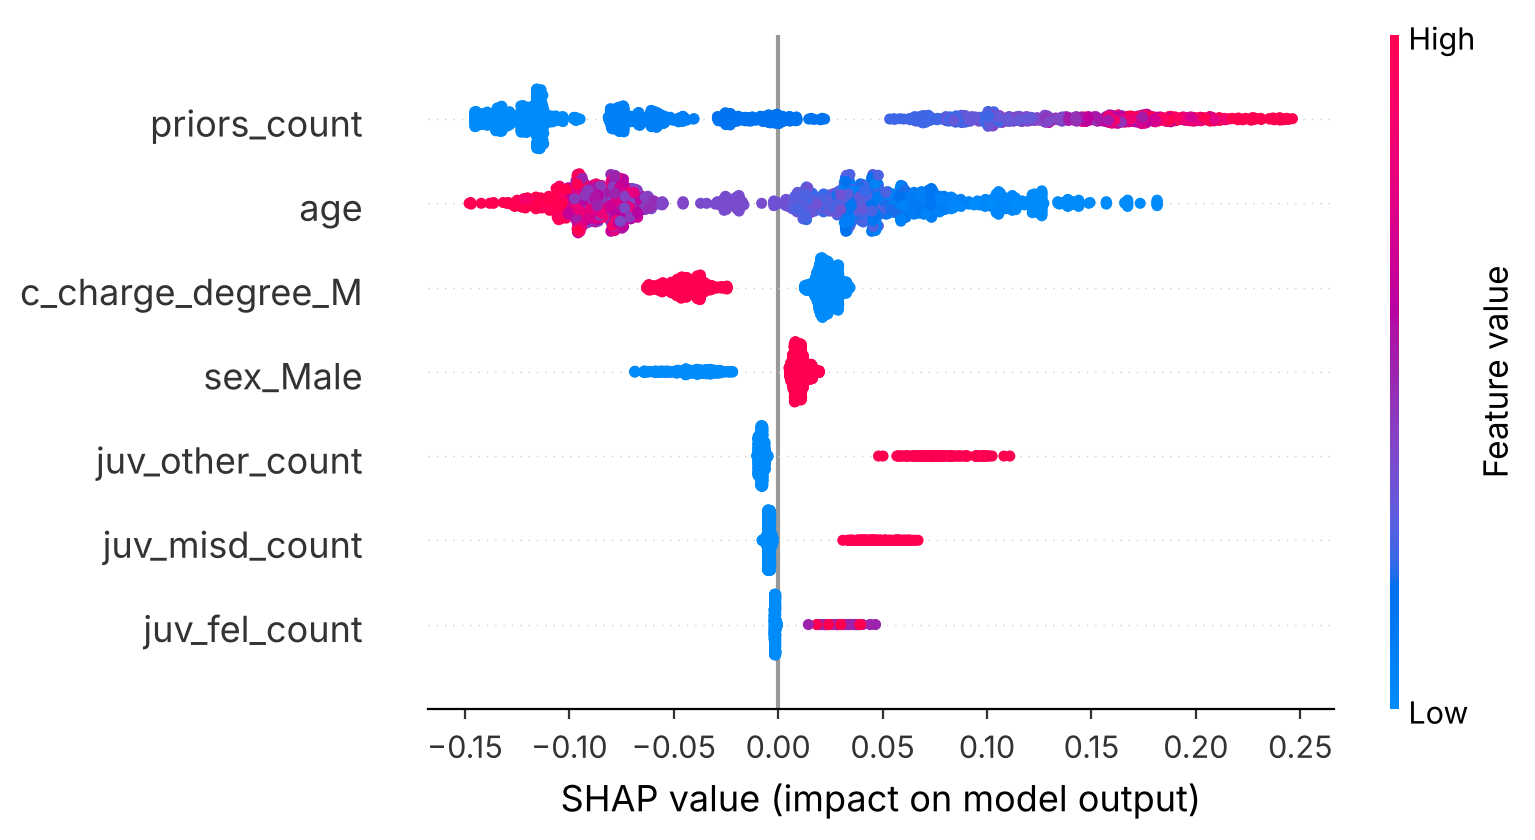 High
priors_count
age
c_charge_degree_M
sex_Male
juv_other_count
juv_misd_count
juv_fel_count
Feature value
Low
−0.15 −0.10 −0.05 0.00 0.05 0.10 0.15 0.20 0.25
SHAP value (impact on model output)